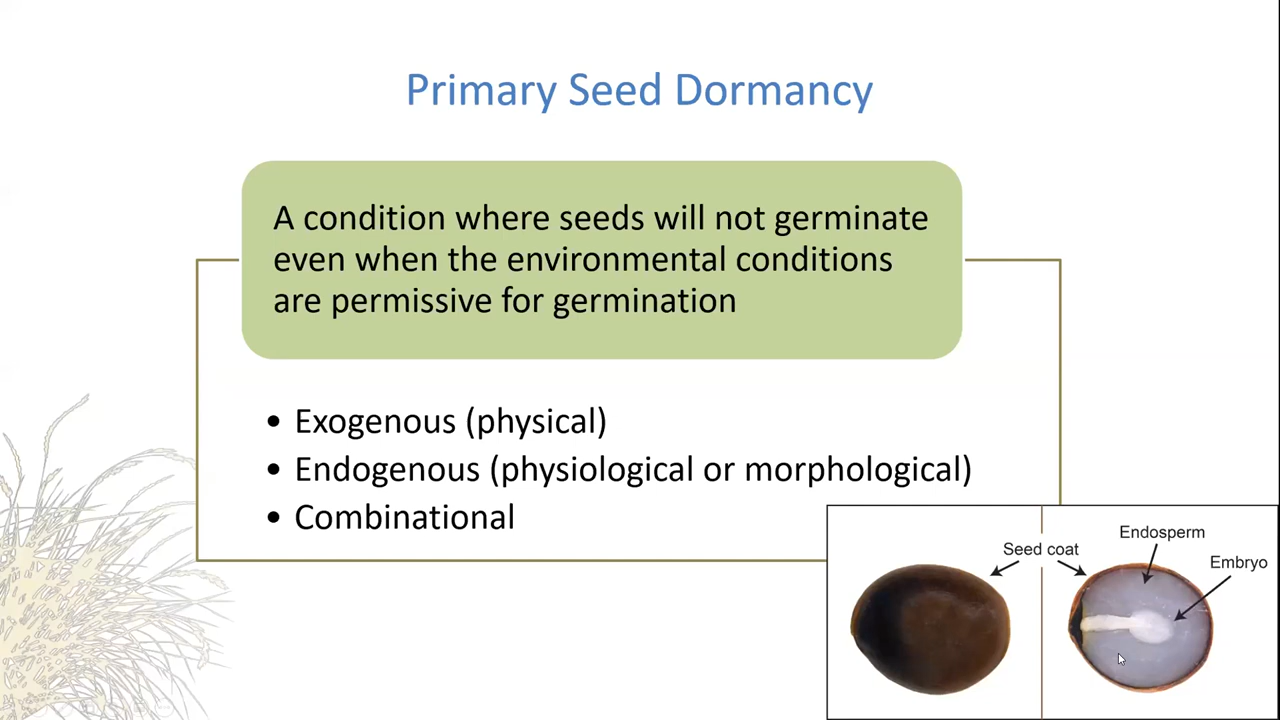 Primary Seed Dormancy
A condition where seeds will not germinate
even when the environmental conditions
are permissive for germination
• Exogenous (physical)
• Endogenous (physiological or morphological)
• Combinational
Seed coat
Endosperm
Embryo